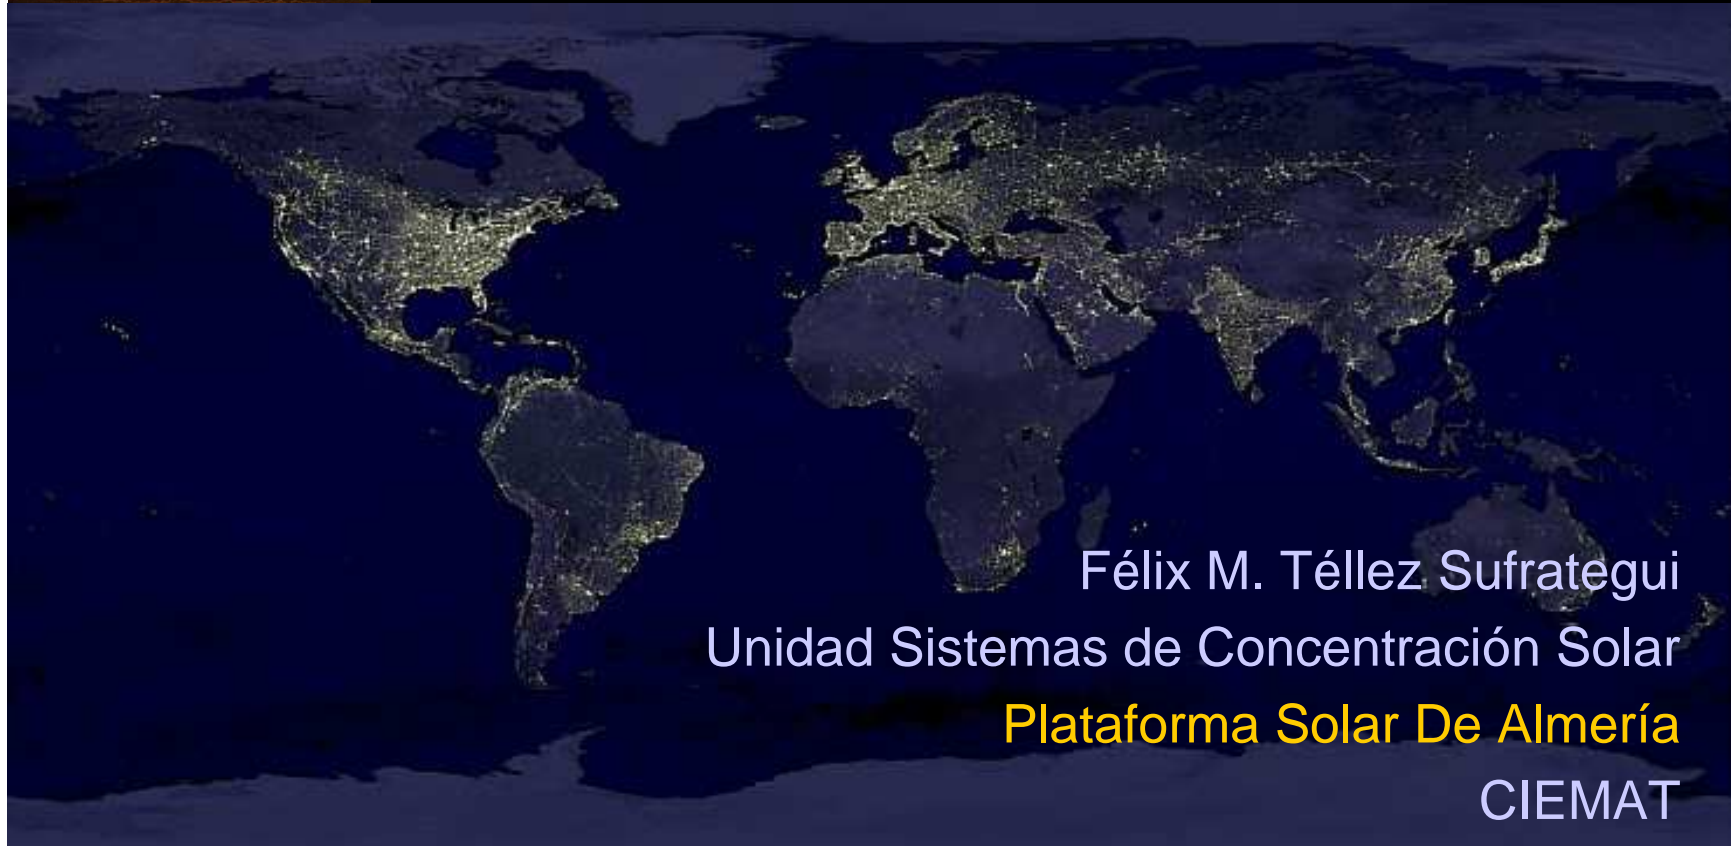 Félix M. Téllez Sufrategui
Unidad Sistemas de Concentración Solar
Plataforma Solar De Almería
CIEMAT